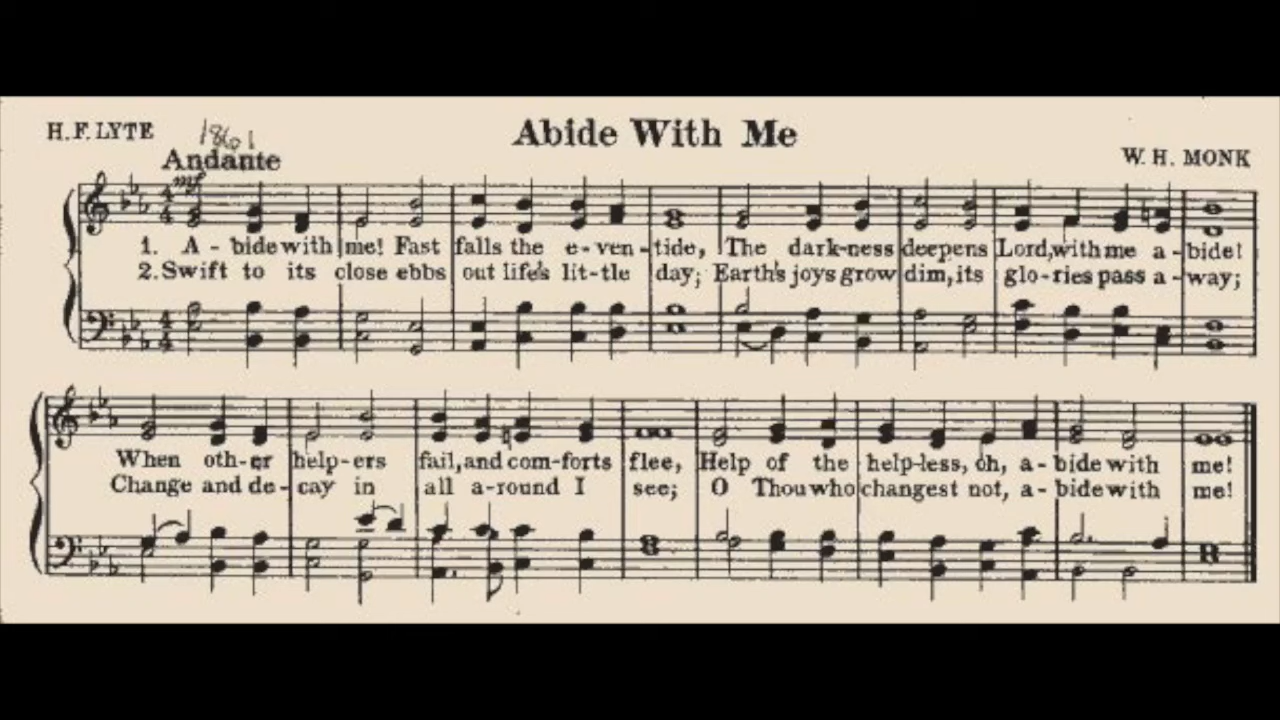 H. F. LYTE
1861
Abide With Me
W. H. MONK
Andante
mf
1. A - bide with me! Fast falls the e - ven - tide, The dark-ness deepens Lord, with me a - bide!
2. Swift to its close ebbs out life's lit-tle day; Earth's joys grow dim, its glo-ries pass a - way;
When oth-er help-ers fail, and com-forts flee, Help of the help-less, oh, a - bide with me!
Change and de-cay in all a-round I see; O Thou who changest not, a - bide with me!